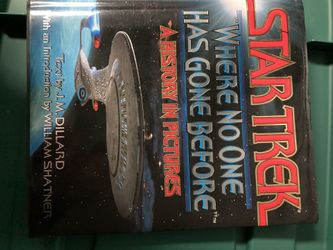 STAR TREK
"WHERE NO ONE
HAS GONE BEFORE"™
A HISTORY IN PICTURES
Text by J.M. DILLARD
With an Introduction by WILLIAM SHATNER